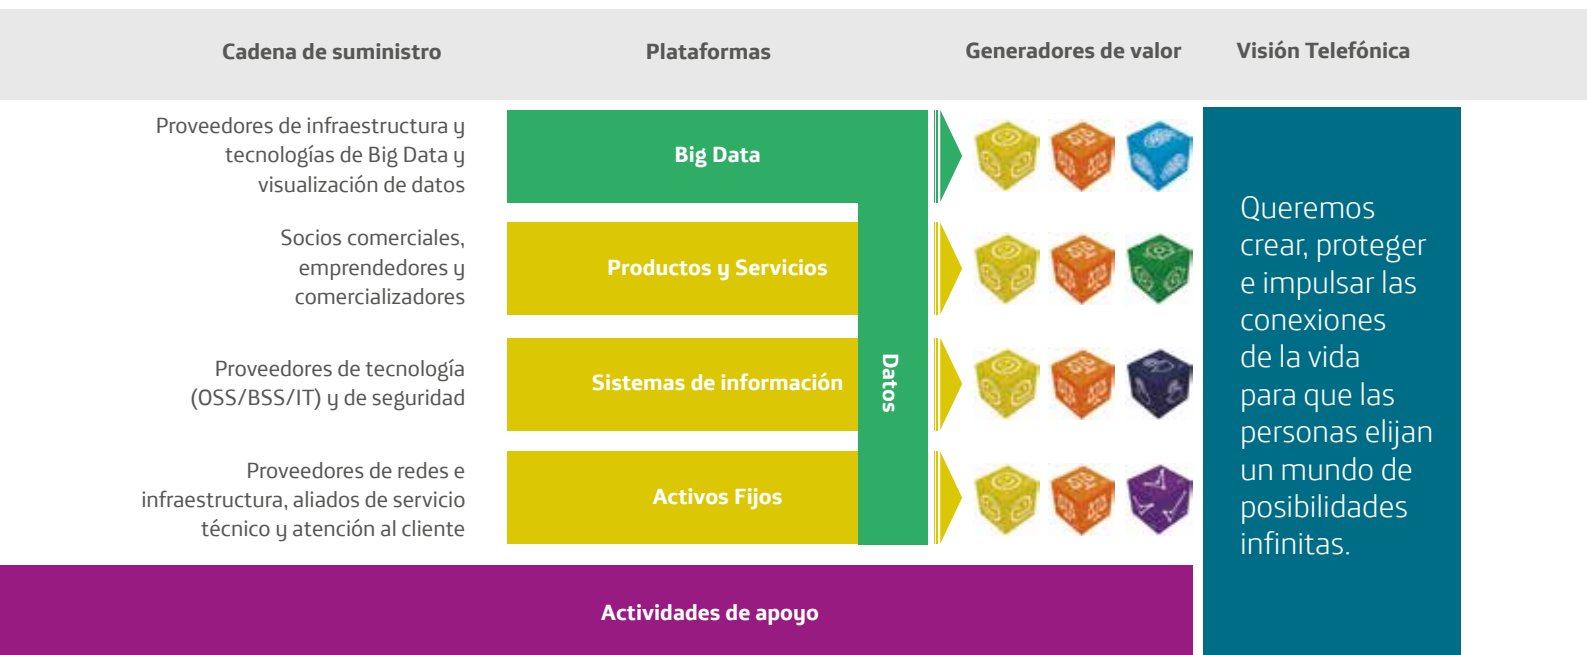 Cadena de suministro
Plataformas
Generadores de valor
Visión Telefónica
Proveedores de infraestructura y
tecnologías de Big Data y
visualización de datos
Big Data
Socios comerciales,
emprendedores y
comercializadores
Productos y Servicios
Proveedores de tecnología
(OSS/BSS/IT) y de seguridad
Sistemas de información
Proveedores de redes e
infraestructura, aliados de servicio
técnico y atención al cliente
Activos Fijos
Datos
Queremos
crear, proteger
e impulsar las
conexiones
de la vida
para que las
personas elijan
un mundo de
posibilidades
infinitas.
Actividades de apoyo